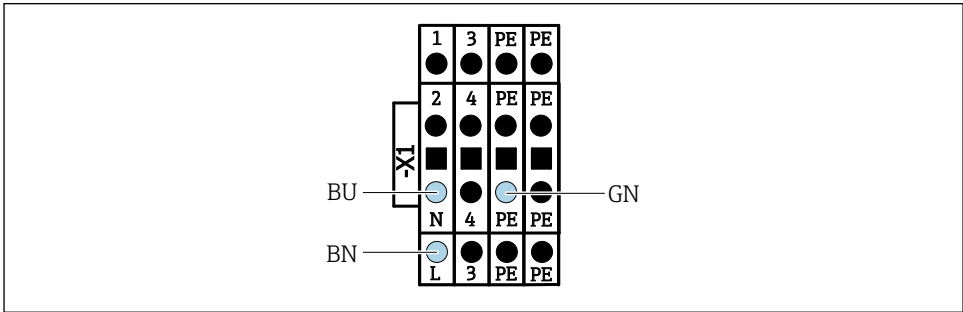 1 3 PE PE
2 4 PE PE
-X1
BU
GN
N 4 PE PE
BN
L 3 PE PE